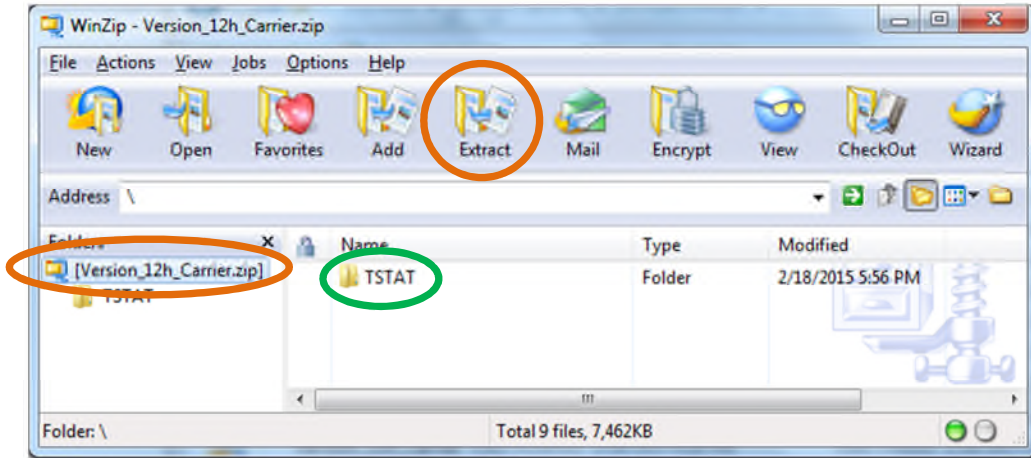 WinZip - Version_12h_Carrier.zip
File Actions View Jobs Options Help
New Open Favorites Add Extract Mail Encrypt View CheckOut Wizard
Address \
Folders x Name Type Modified
[Version_12h_Carrier.zip] TSTAT Folder 2/18/2015 5:56 PM
TSTAT
Folder: \ Total 9 files, 7,462KB